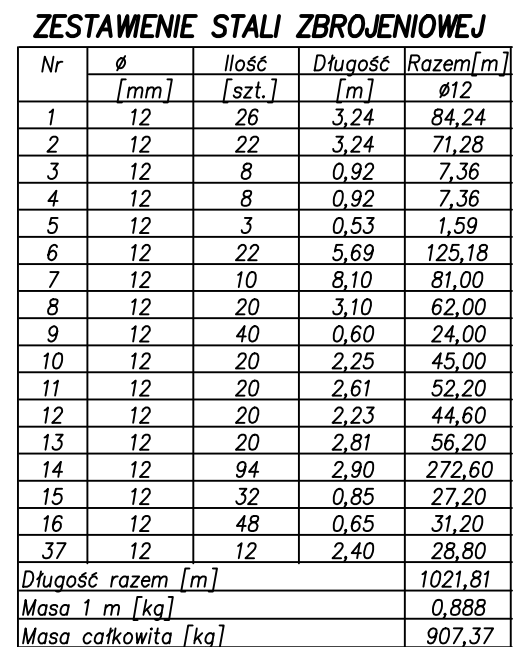 ZESTAWIENIE STALI ZBROJENIOWEJ
Nr ø Ilość Długość Razem[m]
[mm] [szt.] [m] ø12
1 12 26 3,24 84,24
2 12 22 3,24 71,28
3 12 8 0,92 7,36
4 12 8 0,92 7,36
5 12 3 0,53 1,59
6 12 22 5,69 125,18
7 12 10 8,10 81,00
8 12 20 3,10 62,00
9 12 40 0,60 24,00
10 12 20 2,25 45,00
11 12 20 2,61 52,20
12 12 20 2,23 44,60
13 12 20 2,81 56,20
14 12 94 2,90 272,60
15 12 32 0,85 27,20
16 12 48 0,65 31,20
37 12 12 2,40 28,80
Długość razem [m] 1021,81
Masa 1 m [kg] 0,888
Masa całkowita [kg] 907,37